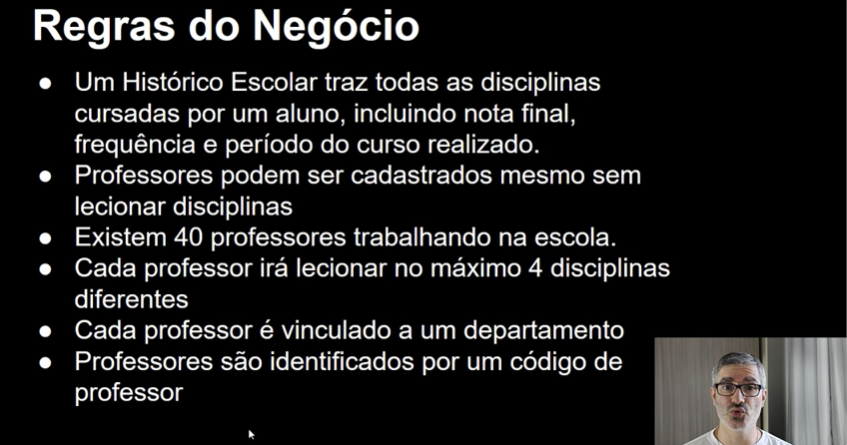 Regras do Negócio
● Um Histórico Escolar traz todas as disciplinas
cursadas por um aluno, incluindo nota final,
frequência e período do curso realizado.
● Professores podem ser cadastrados mesmo sem
lecionar disciplinas
● Existem 40 professores trabalhando na escola.
● Cada professor irá lecionar no máximo 4 disciplinas
diferentes
● Cada professor é vinculado a um departamento
● Professores são identificados por um código de
professor